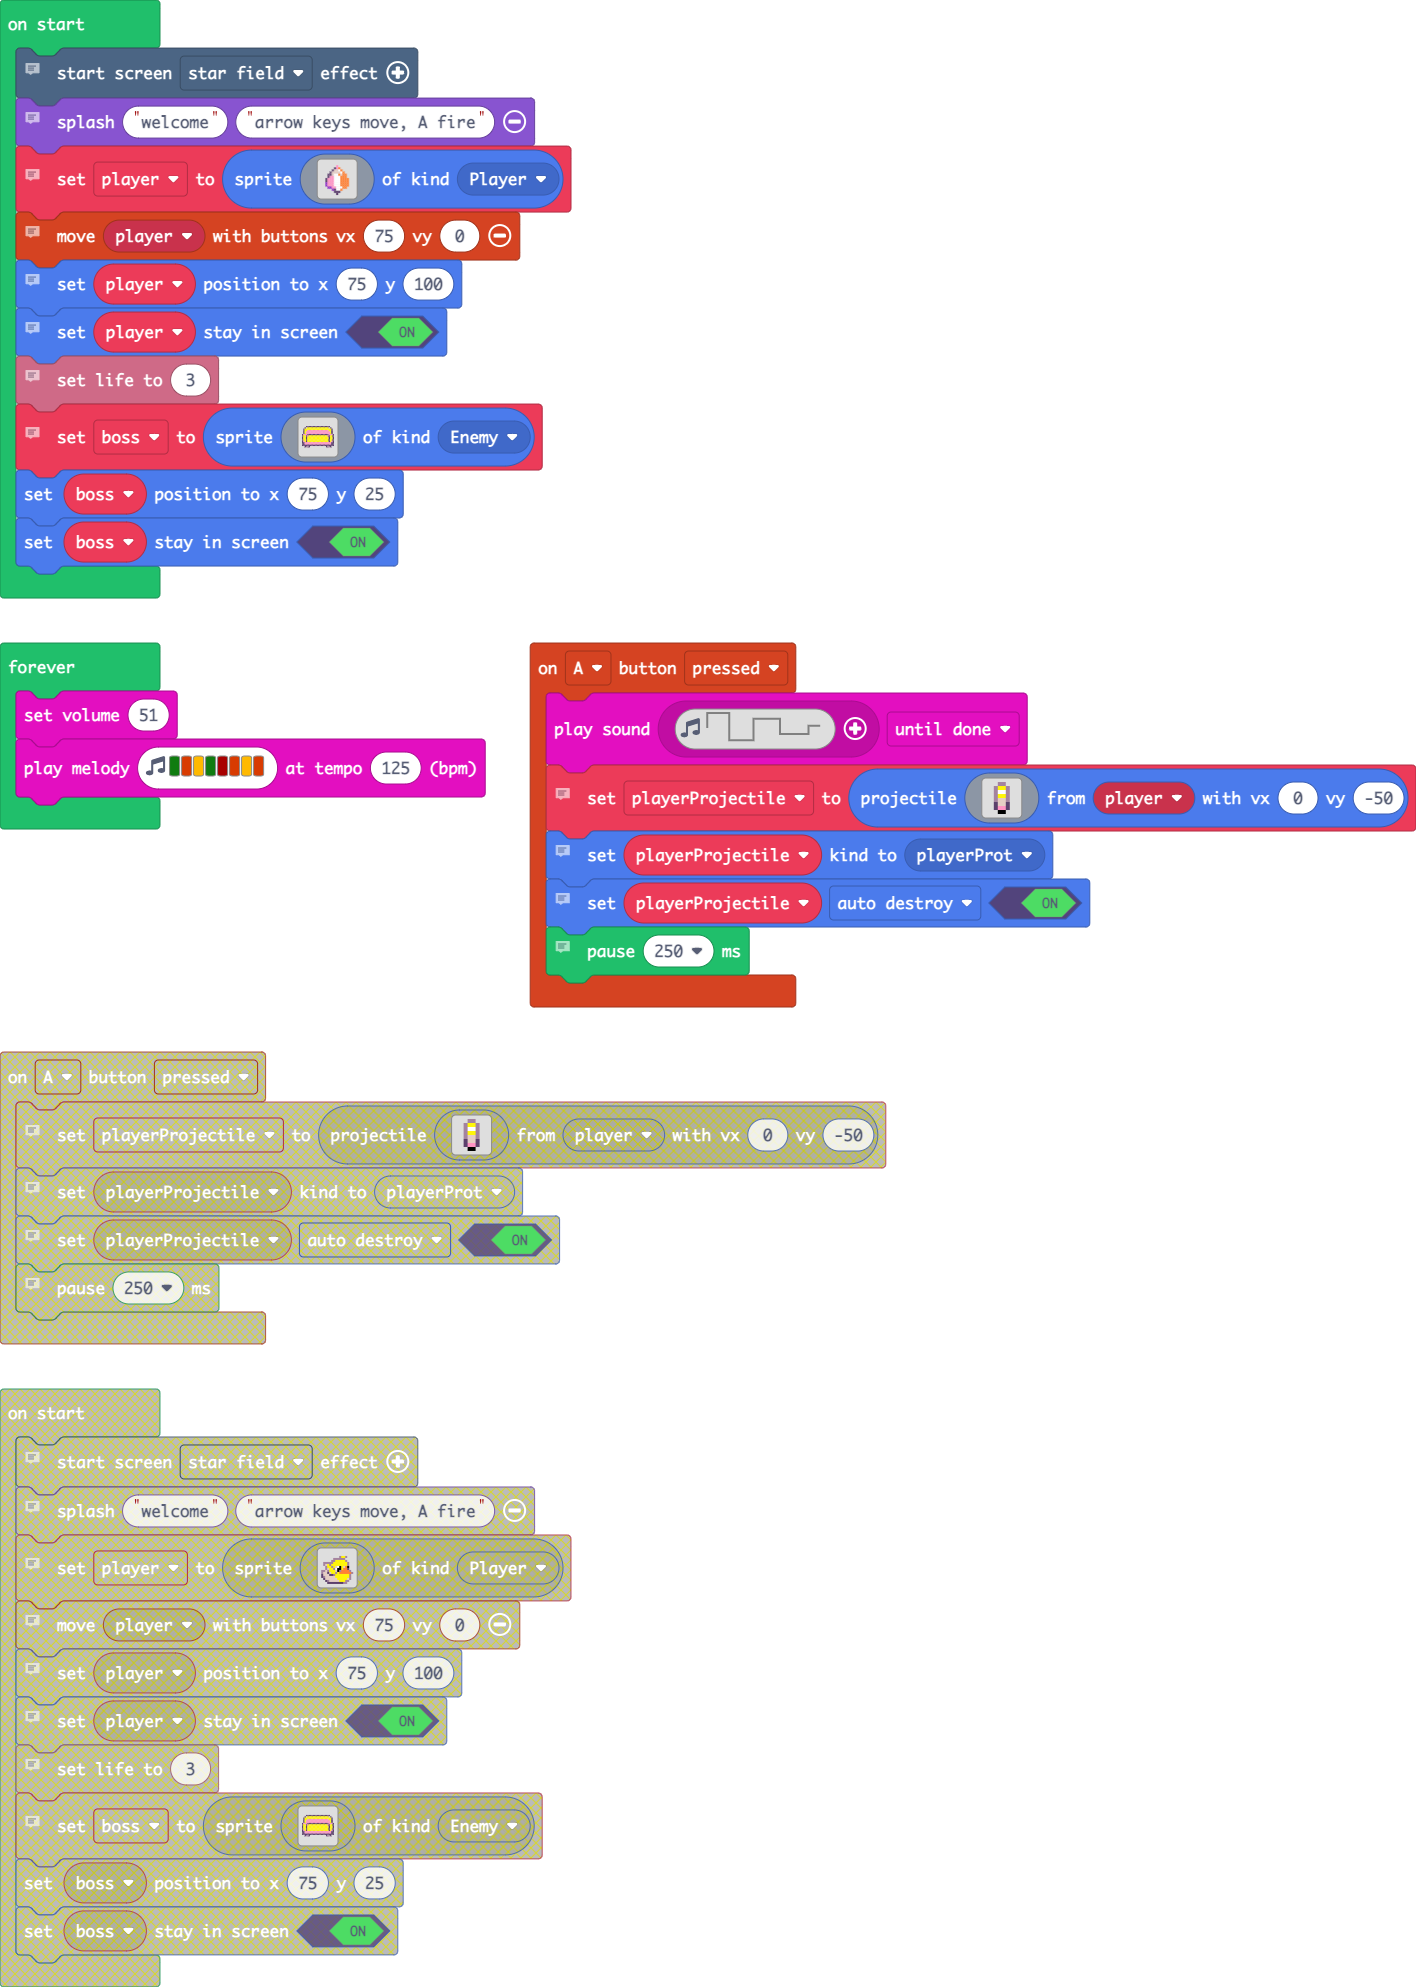 on start
start screen star field effect
splash "welcome" "arrow keys move, A fire"
set player to sprite of kind Player
move player with buttons vx 75 vy 0
set player position to x 75 y 100
set player stay in screen ON
set life to 3
set boss to sprite of kind Enemy
set boss position to x 75 y 25
set boss stay in screen ON
forever
set volume 51
play melody at tempo 125 (bpm)
on A button pressed
play sound until done
set playerProjectile to projectile from player with vx 0 vy -50
set playerProjectile kind to playerProt
set playerProjectile auto destroy ON
pause 250 ms
on A button pressed
set playerProjectile to projectile from player with vx 0 vy -50
set playerProjectile kind to playerProt
set playerProjectile auto destroy ON
pause 250 ms
on start
start screen star field effect
splash "welcome" "arrow keys move, A fire"
set player to sprite of kind Player
move player with buttons vx 75 vy 0
set player position to x 75 y 100
set player stay in screen ON
set life to 3
set boss to sprite of kind Enemy
set boss position to x 75 y 25
set boss stay in screen ON